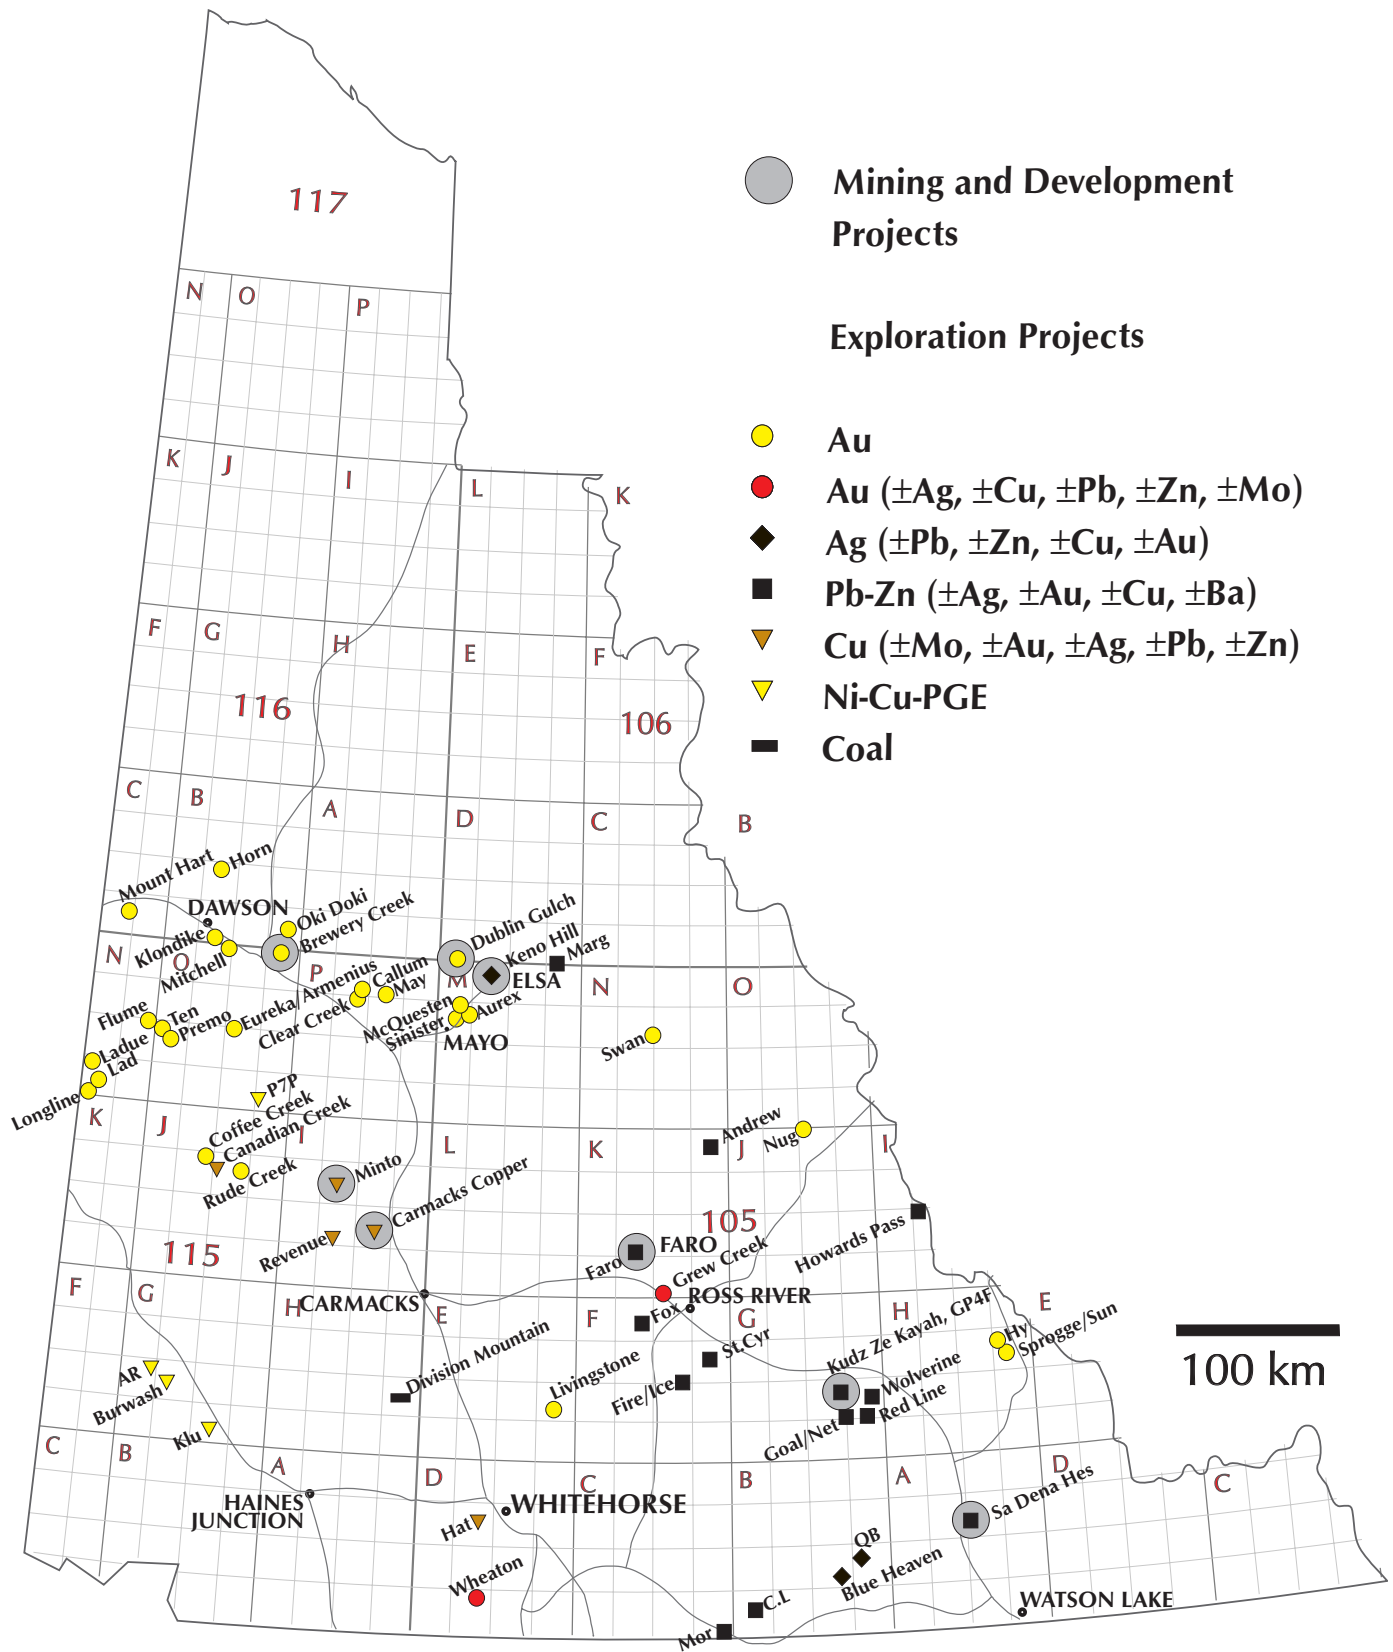 117
Mining and Development
Projects
Exploration Projects
Au
Au (±Ag, ±Cu, ±Pb, ±Zn, ±Mo)
Ag (±Pb, ±Zn, ±Cu, ±Au)
Pb-Zn (±Ag, ±Au, ±Cu, ±Ba)
Cu (±Mo, ±Au, ±Ag, ±Pb, ±Zn)
Ni-Cu-PGE
Coal
N O P
K J I L K
F G H E F
116 106
C B A D C B
Mount Hart
Horn
DAWSON
Oki Doki
Brewery Creek
Klondike
Mitchell
Dublin Gulch
Keno Hill
Marg
ELSA
N O P M N O
Eureka/Armenius
Callum
May
Clear Creek
McQuesten
Sinister
Aurex
MAYO
Flume
Ten
Premo
Ladue
Lad
Longline
Swan
P7P
Coffee Creek
Canadian Creek
Rude Creek
K J I L K J I
Andrew
Nug
Minto
Carmacks Copper
Revenue
115
105
Howards Pass
FARO
Faro
Grew Creek
ROSS RIVER
CARMACKS
F G H E F G H E
Fox
St.Cyr
Fire/Ice
Division Mountain
Livingstone
Kudz Ze Kayah, GP4F
Wolverine
Red Line
Goal/Net
Hy
Sprogge/Sun
100 km
AR
Burwash
Klu
C B A D C B A D C
HAINES
JUNCTION
WHITEHORSE
Hat
Wheaton
Sa Dena Hes
QB
Blue Heaven
C.L
Mor
WATSON LAKE